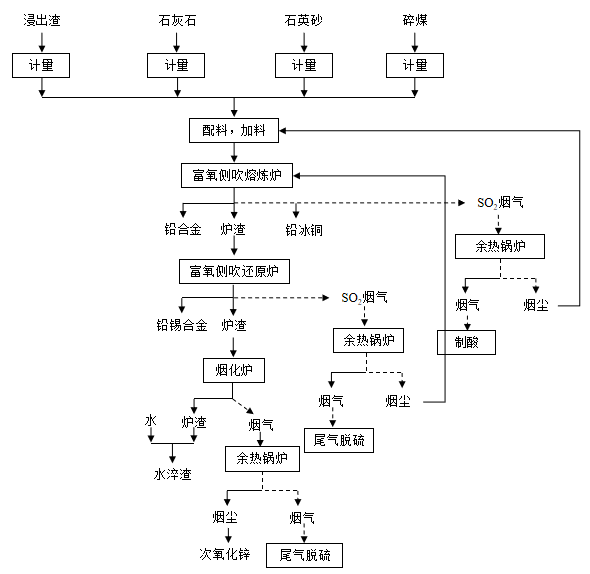 浸出渣 石灰石 石英砂 碎煤
计量 计量 计量 计量
配料，加料
富氧侧吹熔炼炉
SO2烟气
铅合金 炉渣 铅冰铜
余热锅炉
富氧侧吹还原炉
SO2烟气
烟气 烟尘
铅锡合金 炉渣
余热锅炉 制酸
烟化炉
烟气 烟尘
水 炉渣 烟气
尾气脱硫
余热锅炉
水淬渣
烟尘 烟气
次氧化锌 尾气脱硫